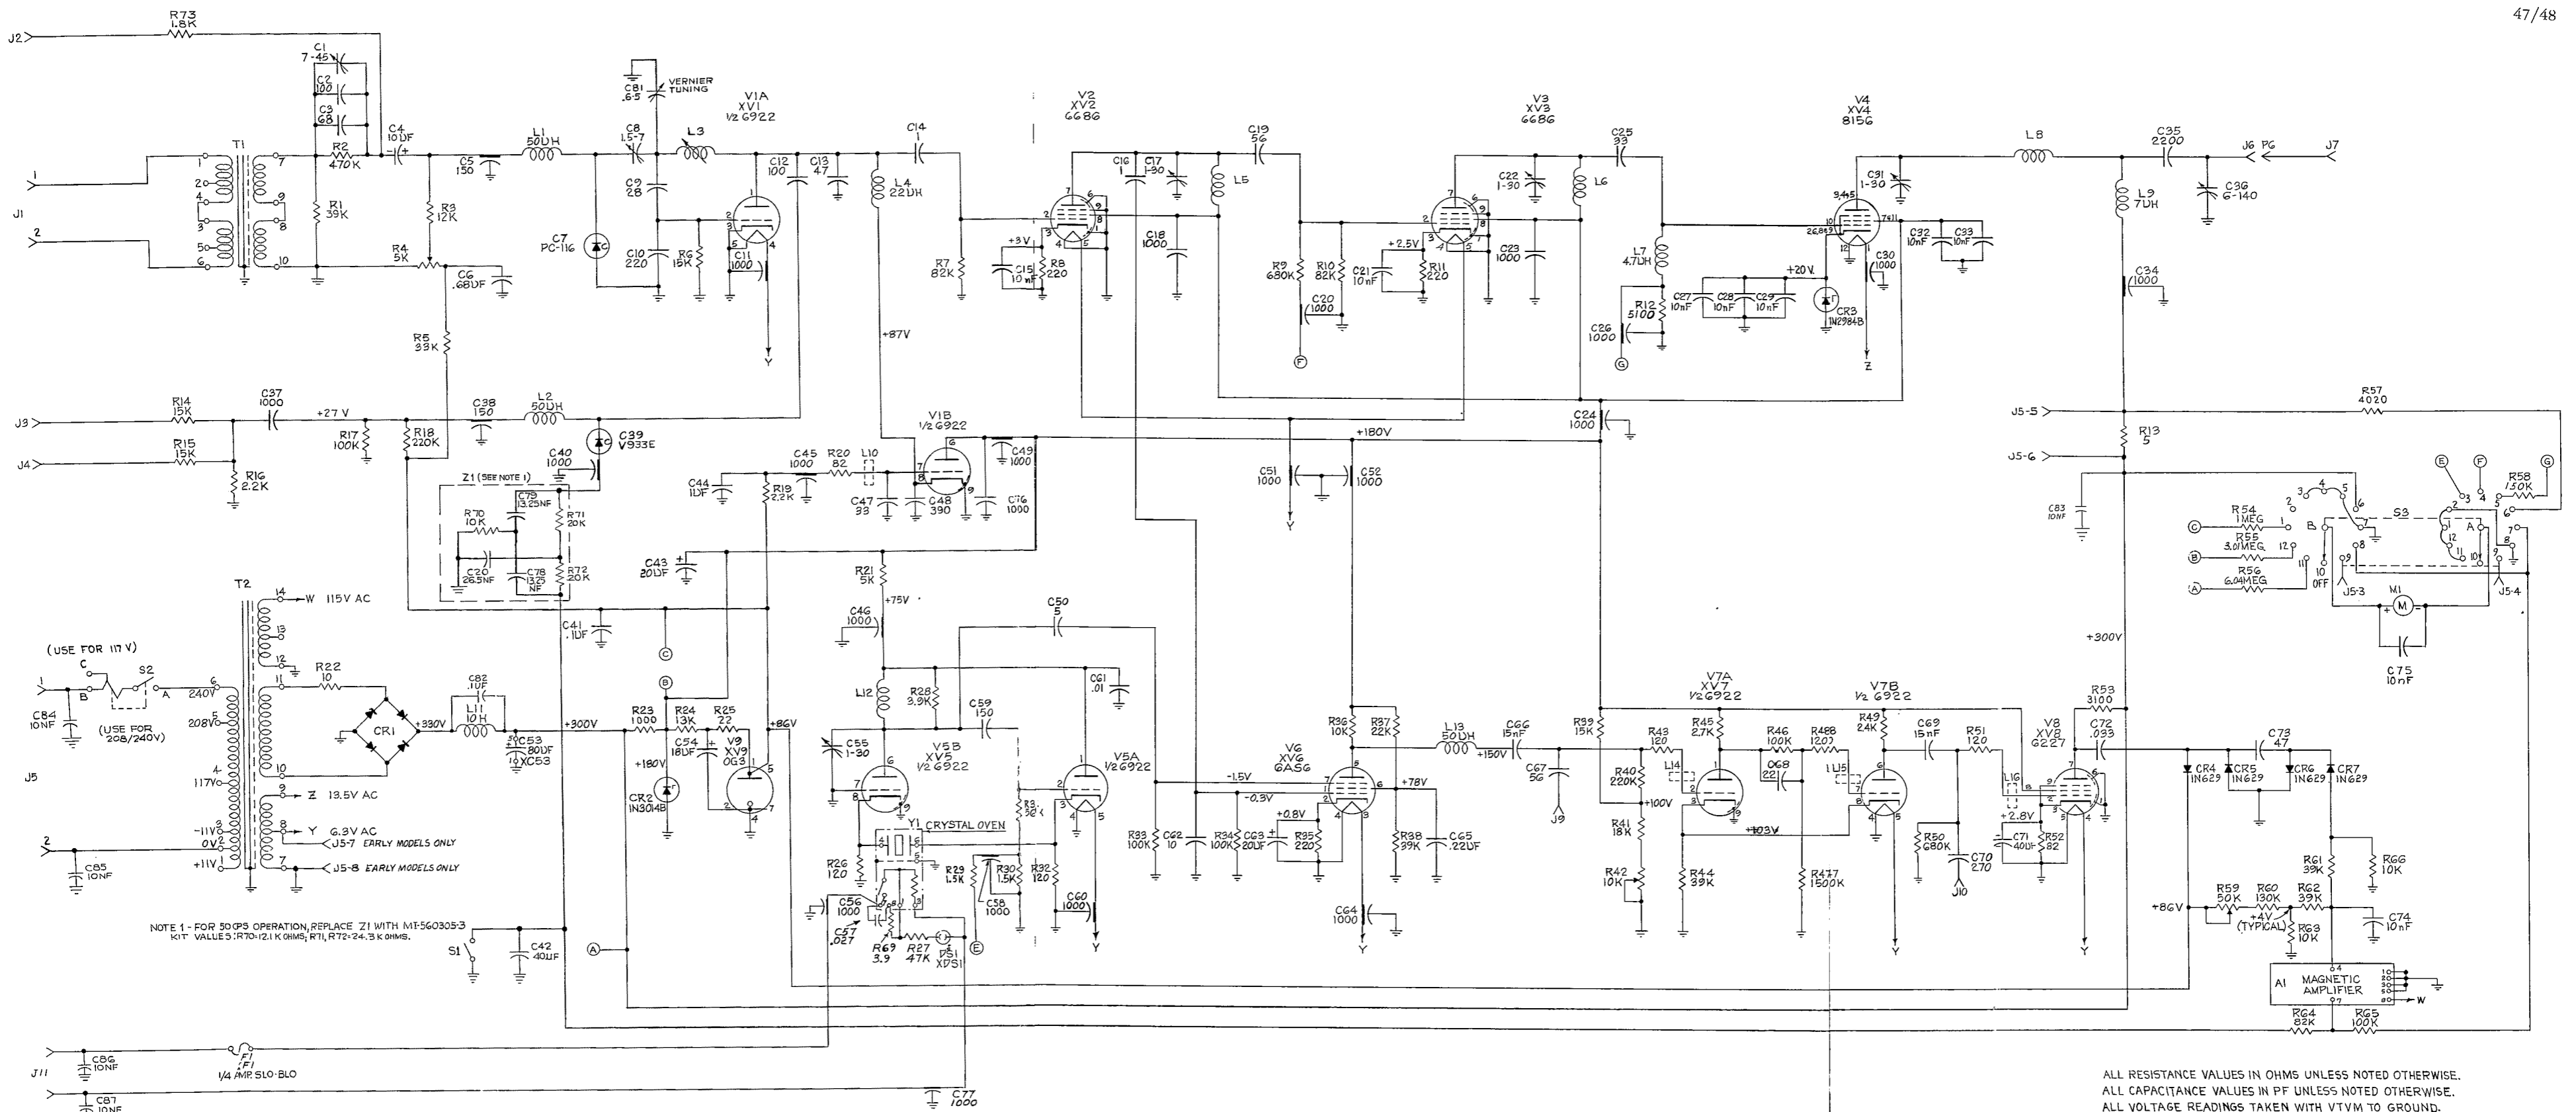 47/48
J2
R73
1.8K
C1
7-45
C2
100
C3
68
R2
470K
C4
10UF
T1
J1
1
2
R1
39K
R3
12K
R4
5K
C5
150
C6
.68UF
R5
33K
L1
50UH
C7
PC-116
C8
1.5-7
C81
.6-5
VERNIER
TUNING
L3
C9
28
C10
220
R6
15K
C11
1000
V1A
XV1
1/2 6922
C12
100
C13
47
Y
L4
22UH
+87V
C14
1
R7
82K
V2
XV2
6686
+3V
C15
10nF
R8
220
C16
1
C17
1-30
C18
1000
L5
C19
56
R9
680K
R10
82K
C20
1000
F
V3
XV3
6686
+2.5V
C21
10nF
R11
220
C22
1-30
C23
1000
L6
C25
33
L7
4.7UH
R12
5100
C26
1000
G
V4
XV4
8156
+20V
C27
10nF
C28
10nF
C29
10nF
CR3
1N2984B
C30
1000
Z
C31
1-30
C32
10nF
C33
10nF
L8
C35
2200
J6 PG
J7
C36
6-140
L9
7UH
C34
1000
J3
R14
15K
J4
R15
15K
R16
2.2K
C37
1000
+27 V
R17
100K
R18
220K
C38
150
L2
50UH
C39
V933E
C40
1000
Z1 (SEE NOTE 1)
C79
13.25NF
R70
10K
R71
20K
C20
26.5NF
C78
13.25
NF
R72
20K
C41
.1UF
C43
20UF
C44
1UF
R19
2.2K
C45
1000
R20
82
L10
C47
33
C48
390
V1B
1/2 6922
C49
1000
C76
1000
+180V
C51
1000
C52
1000
Y
C24
1000
J5-5
J5-6
R57
4020
R13
5
C83
10NF
E
F
G
R58
150K
S3
B
A
C
R54
1MEG
B
R55
3.01MEG
A
R56
6.04MEG
10
OFF
J5-3
J5-4
M1
M
C75
10nF
+300V
T2
14
W 115V AC
13
12
(USE FOR 117 V)
C
B
S2
A
(USE FOR
208/240V)
1
C84
10NF
J5
2
C85
10NF
6
240V
5
208V
4
117V
-11V
0V
+11V
11
R22
10
CR1
+330V
10
9
Z 13.5V AC
8
Y 6.3V AC
J5-7 EARLY MODELS ONLY
7
J5-8 EARLY MODELS ONLY
C82
.1UF
L11
10H
C53
80UF
XC53
+300V
C
B
R23
1000
R24
13K
R25
22
+180V
CR2
1N3014B
C54
18UF
V9
XV9
0G3
+86V
R21
5K
+75V
C46
1000
C50
5
L12
R28
3.9K
C59
150
C61
.01
C55
1-30
V5B
XV5
1/2 6922
V5A
1/2 6922
Y1
CRYSTAL OVEN
R26
120
R29
1.5K
R30
1.5K
C58
1000
R32
120
C60
1000
Y
C56
1000
C57
.027
R69
3.9
R27
47K
DS1
XDS1
E
-1.5V
-0.3V
R33
100K
C62
10
R34
100K
C63
20UF
+0.8V
R35
220
V6
XV6
6AS6
R36
10K
R37
22K
+78V
R38
39K
C65
.22UF
C64
1000
Y
L13
50UH
+150V
C66
15nF
C67
56
J9
R39
15K
R40
220K
+100V
R41
18K
R42
10K
R43
120
L14
V7A
XV7
1/2 6922
R45
2.7K
R44
39K
+103V
R46
100K
C68
22
R48
120
R47
1500K
L15
V7B
1/2 6922
R49
24K
Y
C69
15nF
R50
680K
R51
120
C70
270
J10
L16
+2.8V
C71
40UF
R52
82
V8
XV8
6227
Y
R53
3100
C72
.033
C73
47
CR4
1N629
CR5
1N629
CR6
1N629
CR7
1N629
R61
39K
R66
10K
+86V
R59
50K
R60
130K
R62
39K
+4V
(TYPICAL)
R63
10K
C74
10nF
A1
MAGNETIC
AMPLIFIER
W
R64
82K
R65
100K
NOTE 1 - FOR 50CPS OPERATION, REPLACE Z1 WITH MT-560305-3
KIT VALUES: R70-12.1 K OHMS; R71, R72-24.3 K OHMS.
S1
C42
40UF
A
J11
C86
10NF
F1
1/4 AMP. SLO-BLO
C87
10NF
C77
1000
ALL RESISTANCE VALUES IN OHMS UNLESS NOTED OTHERWISE.
ALL CAPACITANCE VALUES IN PF UNLESS NOTED OTHERWISE.
ALL VOLTAGE READINGS TAKEN WITH VTVM TO GROUND.